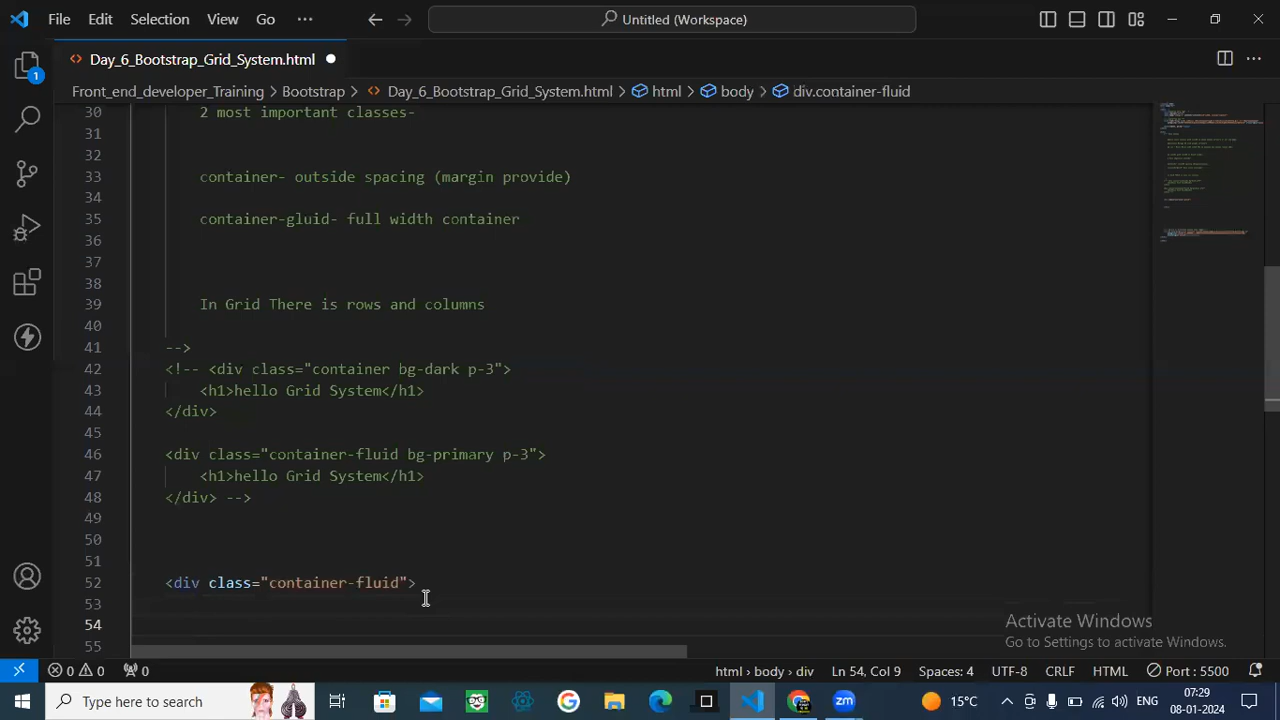 File Edit Selection View Go ... Untitled (Workspace)
Day_6_Bootstrap_Grid_System.html
Front_end_developer_Training > Bootstrap > Day_6_Bootstrap_Grid_System.html > html > body > div.container-fluid
30 2 most important classes-
31
32
33 container- outside spacing (margin provide)
34
35 container-gluid- full width container
36
37
38
39 In Grid There is rows and columns
40
41 -->
42 <!-- <div class="container bg-dark p-3">
43 <h1>hello Grid System</h1>
44 </div>
45
46 <div class="container-fluid bg-primary p-3">
47 <h1>hello Grid System</h1>
48 </div> -->
49
50
51
52 <div class="container-fluid">
53
54
55
1
Activate Windows
Go to Settings to activate Windows.
0 0 0 html > body > div Ln 54, Col 9 Spaces: 4 UTF-8 CRLF HTML Port : 5500
Type here to search zm 15°C ENG 07:29
08-01-2024